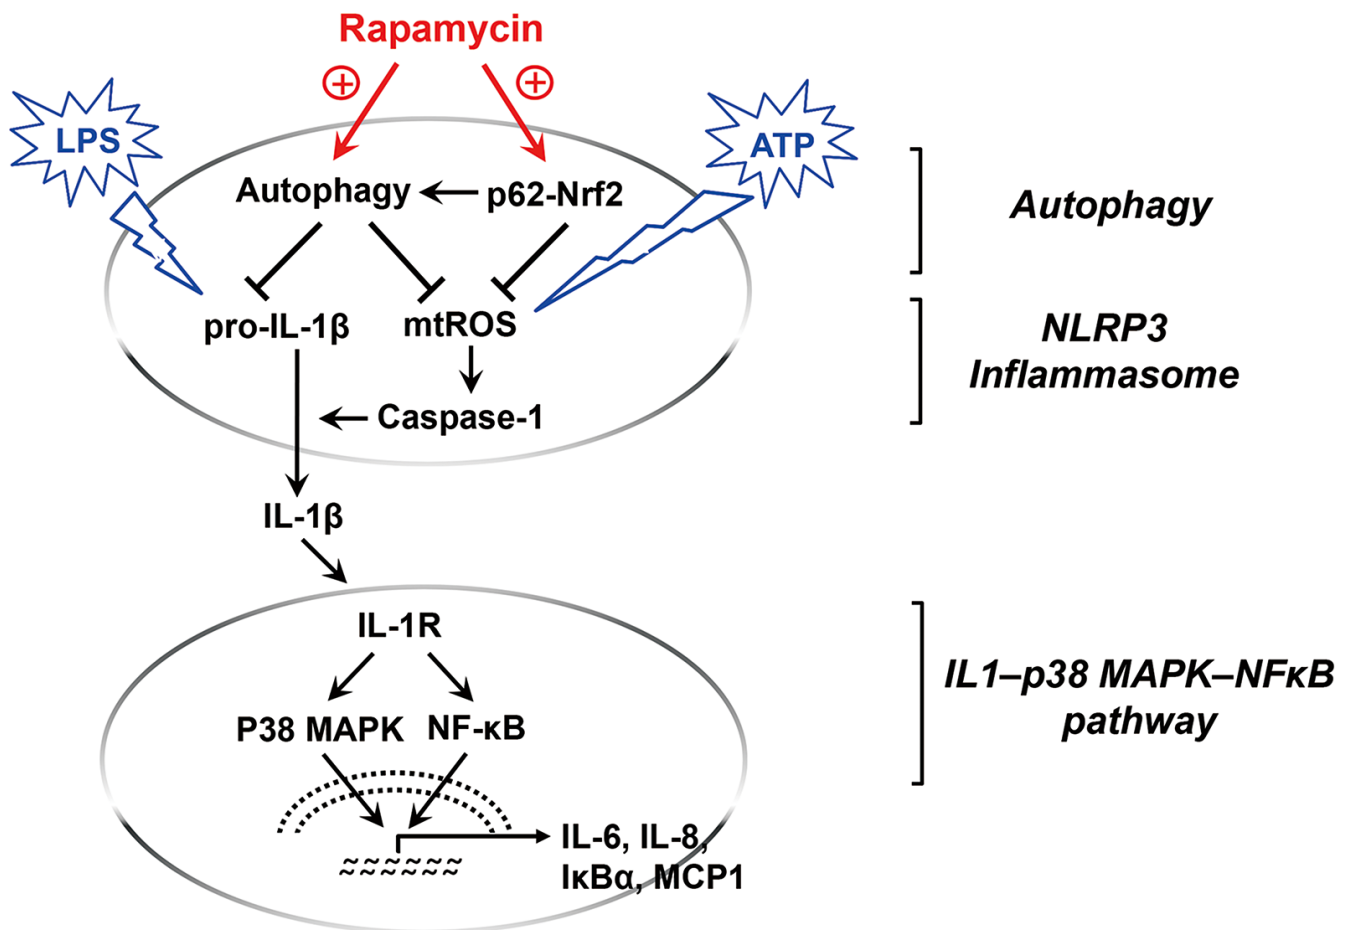 Rapamycin
+
+
LPS
ATP
Autophagy
p62-Nrf2
Autophagy
pro-IL-1β
mtROS
NLRP3
Inflammasome
Caspase-1
IL-1β
IL-1R
P38 MAPK
NF-κB
IL1–p38 MAPK–NFκB
pathway
IL-6, IL-8,
IκBα, MCP1